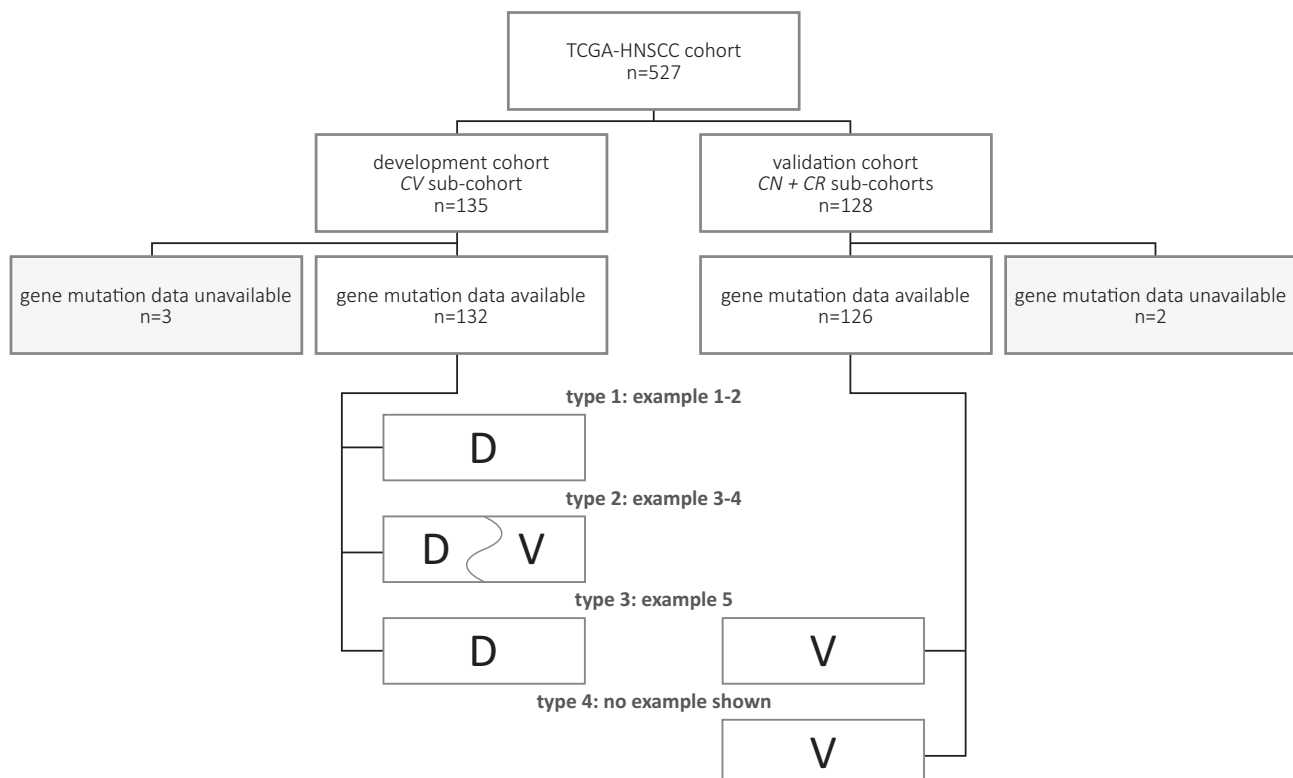 TCGA-HNSCC cohort
n=527
development cohort
CV sub-cohort
n=135
validation cohort
CN + CR sub-cohorts
n=128
gene mutation data unavailable
n=3
gene mutation data available
n=132
gene mutation data available
n=126
gene mutation data unavailable
n=2
type 1: example 1-2
D
type 2: example 3-4
D V
type 3: example 5
D
V
type 4: no example shown
V